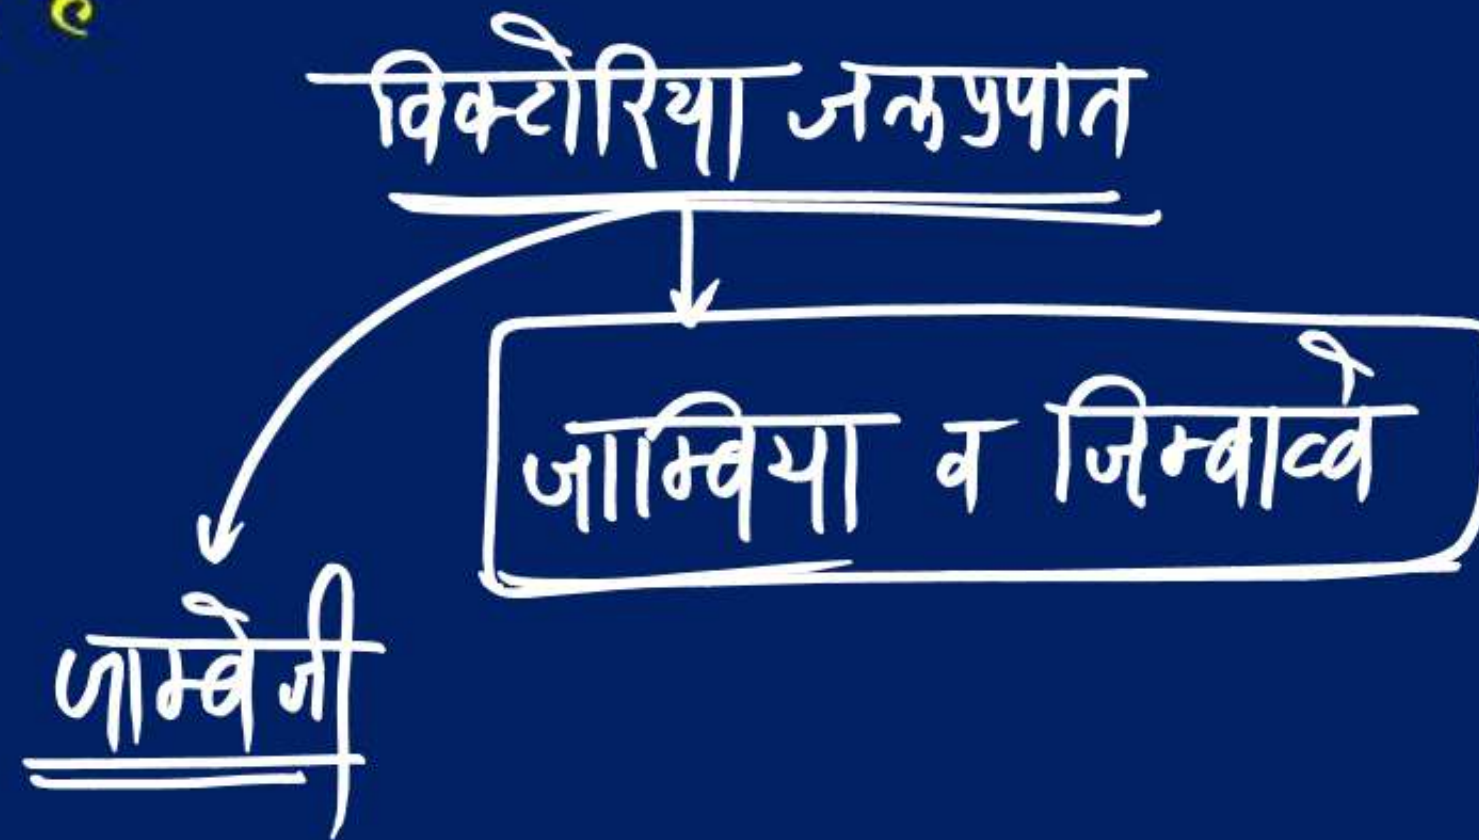 विक्टोरिया जलप्रपात
जाम्बिया व जिम्बाब्वे
जाम्बेजी